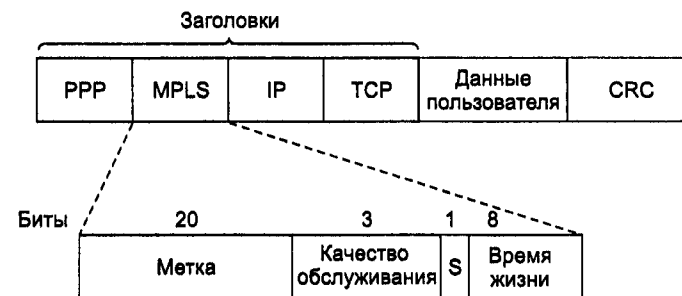 Заголовки
PPP MPLS IP TCP Данные пользователя CRC
Биты 20 3 1 8
Метка Качество обслуживания S Время жизни